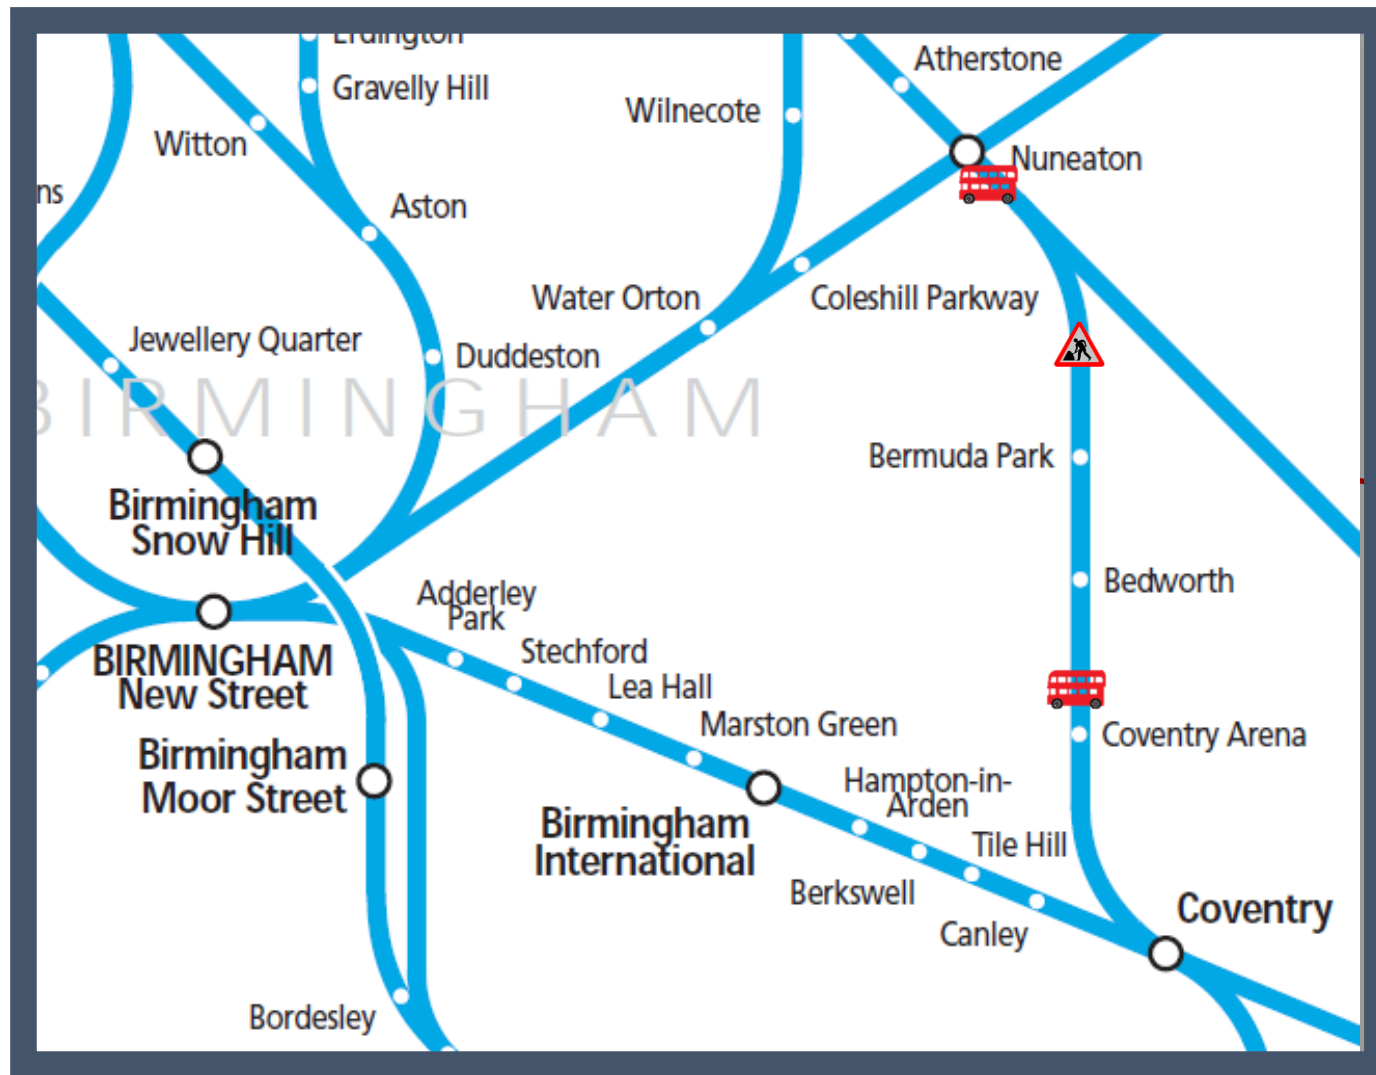 Erdington
Atherstone
Gravelly Hill
Wilnecote
Witton
Nuneaton
ns
Aston
Water Orton
Coleshill Parkway
Jewellery Quarter
Duddeston
BIRMINGHAM
Bermuda Park
Birmingham
Snow Hill
Adderley
Park
Bedworth
Stechford
BIRMINGHAM
New Street
Lea Hall
Marston Green
Coventry Arena
Birmingham
Moor Street
Hampton-in-
Arden
Birmingham
International
Tile Hill
Berkswell
Coventry
Canley
Bordesley